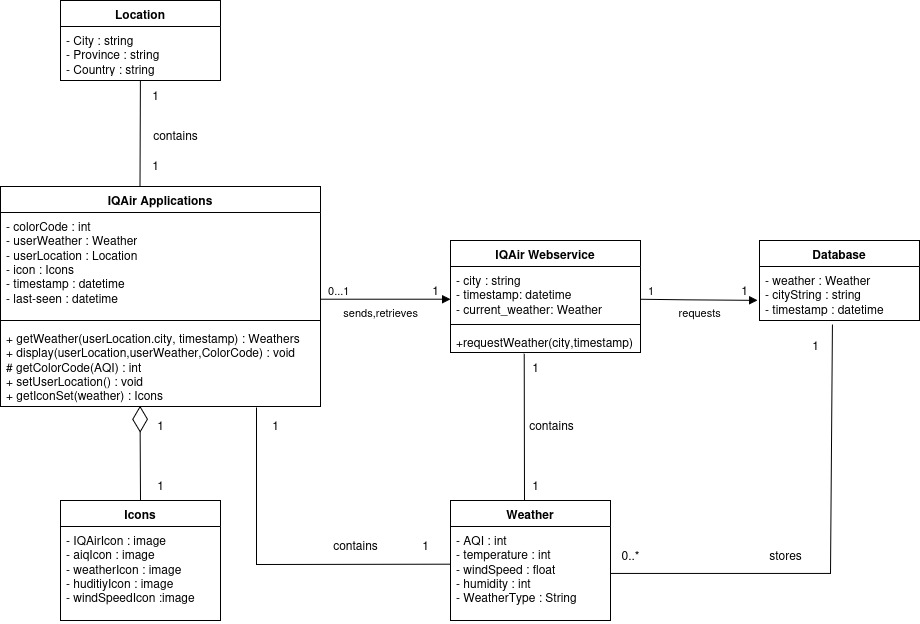 Location
- City : string
- Province : string
- Country : string
1
contains
1
IQAir Applications
- colorCode : int
- userWeather : Weather
- userLocation : Location
- icon : Icons
- timestamp : datetime
- last-seen : datetime
+ getWeather(userLocation.city, timestamp) : Weathers
+ display(userLocation,userWeather,ColorCode) : void
# getColorCode(AQI) : int
+ setUserLocation() : void
+ getIconSet(weather) : Icons
0...1
1
sends,retrieves
IQAir Webservice
- city : string
- timestamp: datetime
- current_weather: Weather
+requestWeather(city,timestamp)
1
1
requests
Database
- weather : Weather
- cityString : string
- timestamp : datetime
1
1
1
1
contains
1
1
Icons
- IQAirIcon : image
- aiqIcon : image
- weatherIcon : image
- huditiyIcon : image
- windSpeedIcon :image
contains
1
Weather
- AQI : int
- temperature : int
- windSpeed : float
- humidity : int
- WeatherType : String
0..*
stores